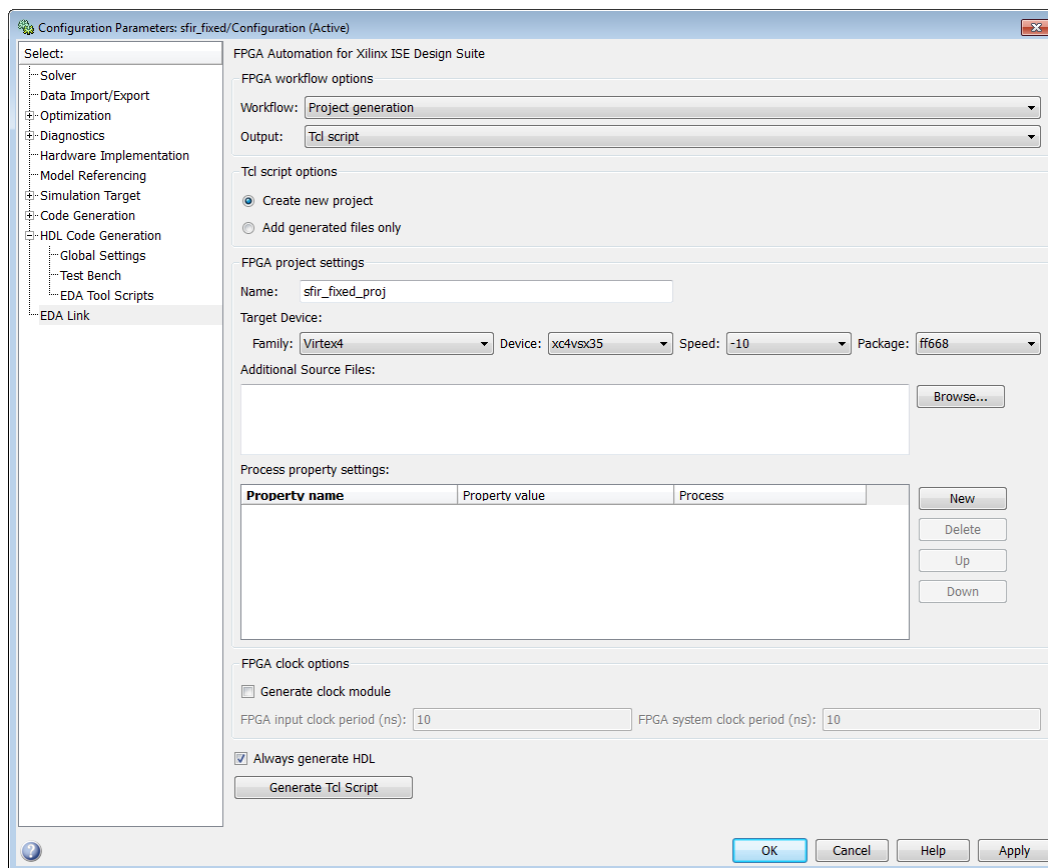 Configuration Parameters: sfir_fixed/Configuration (Active)
Select:
Solver
Data Import/Export
Optimization
Diagnostics
Hardware Implementation
Model Referencing
Simulation Target
Code Generation
HDL Code Generation
Global Settings
Test Bench
EDA Tool Scripts
EDA Link
FPGA Automation for Xilinx ISE Design Suite
FPGA workflow options
Workflow: Project generation
Output: Tcl script
Tcl script options
Create new project
Add generated files only
FPGA project settings
Name: sfir_fixed_proj
Target Device:
Family: Virtex4 Device: xc4vsx35 Speed: -10 Package: ff668
Additional Source Files:
Browse...
Process property settings:
Property name Property value Process
New
Delete
Up
Down
FPGA clock options
Generate clock module
FPGA input clock period (ns): 10 FPGA system clock period (ns): 10
Always generate HDL
Generate Tcl Script
OK Cancel Help Apply